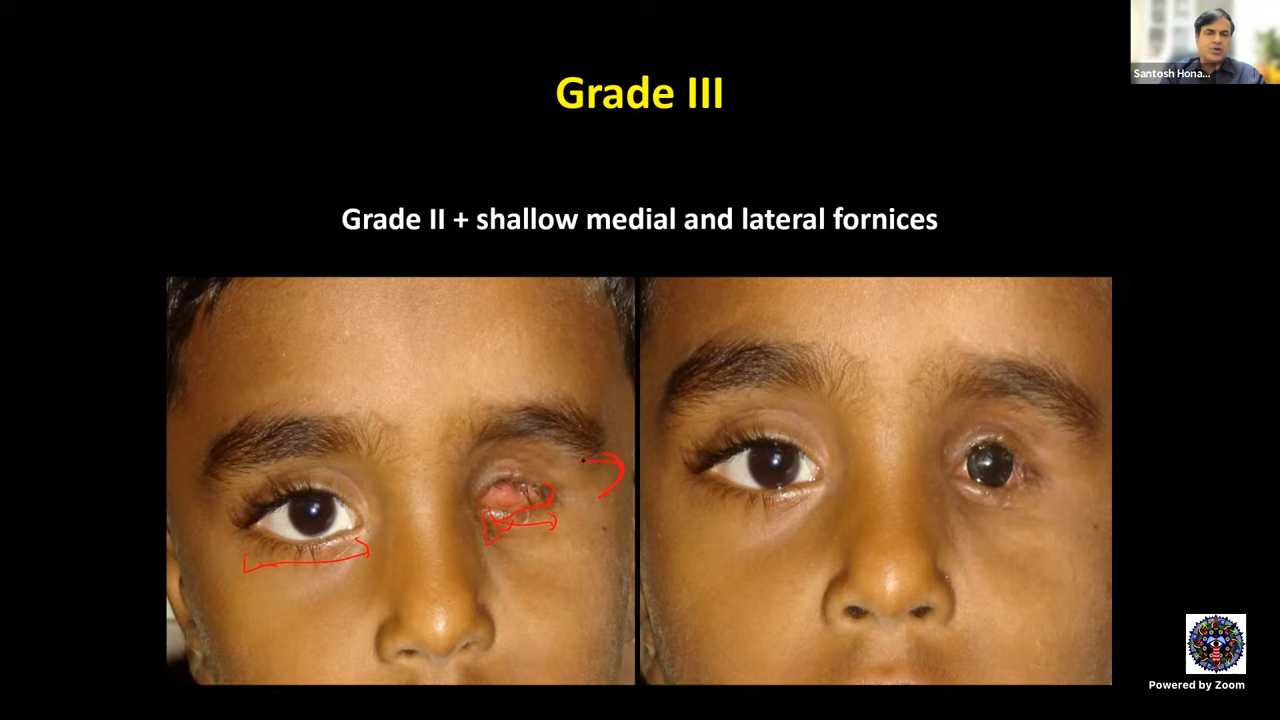 Santosh Hona...
Grade III
Grade II + shallow medial and lateral fornices
Powered by Zoom